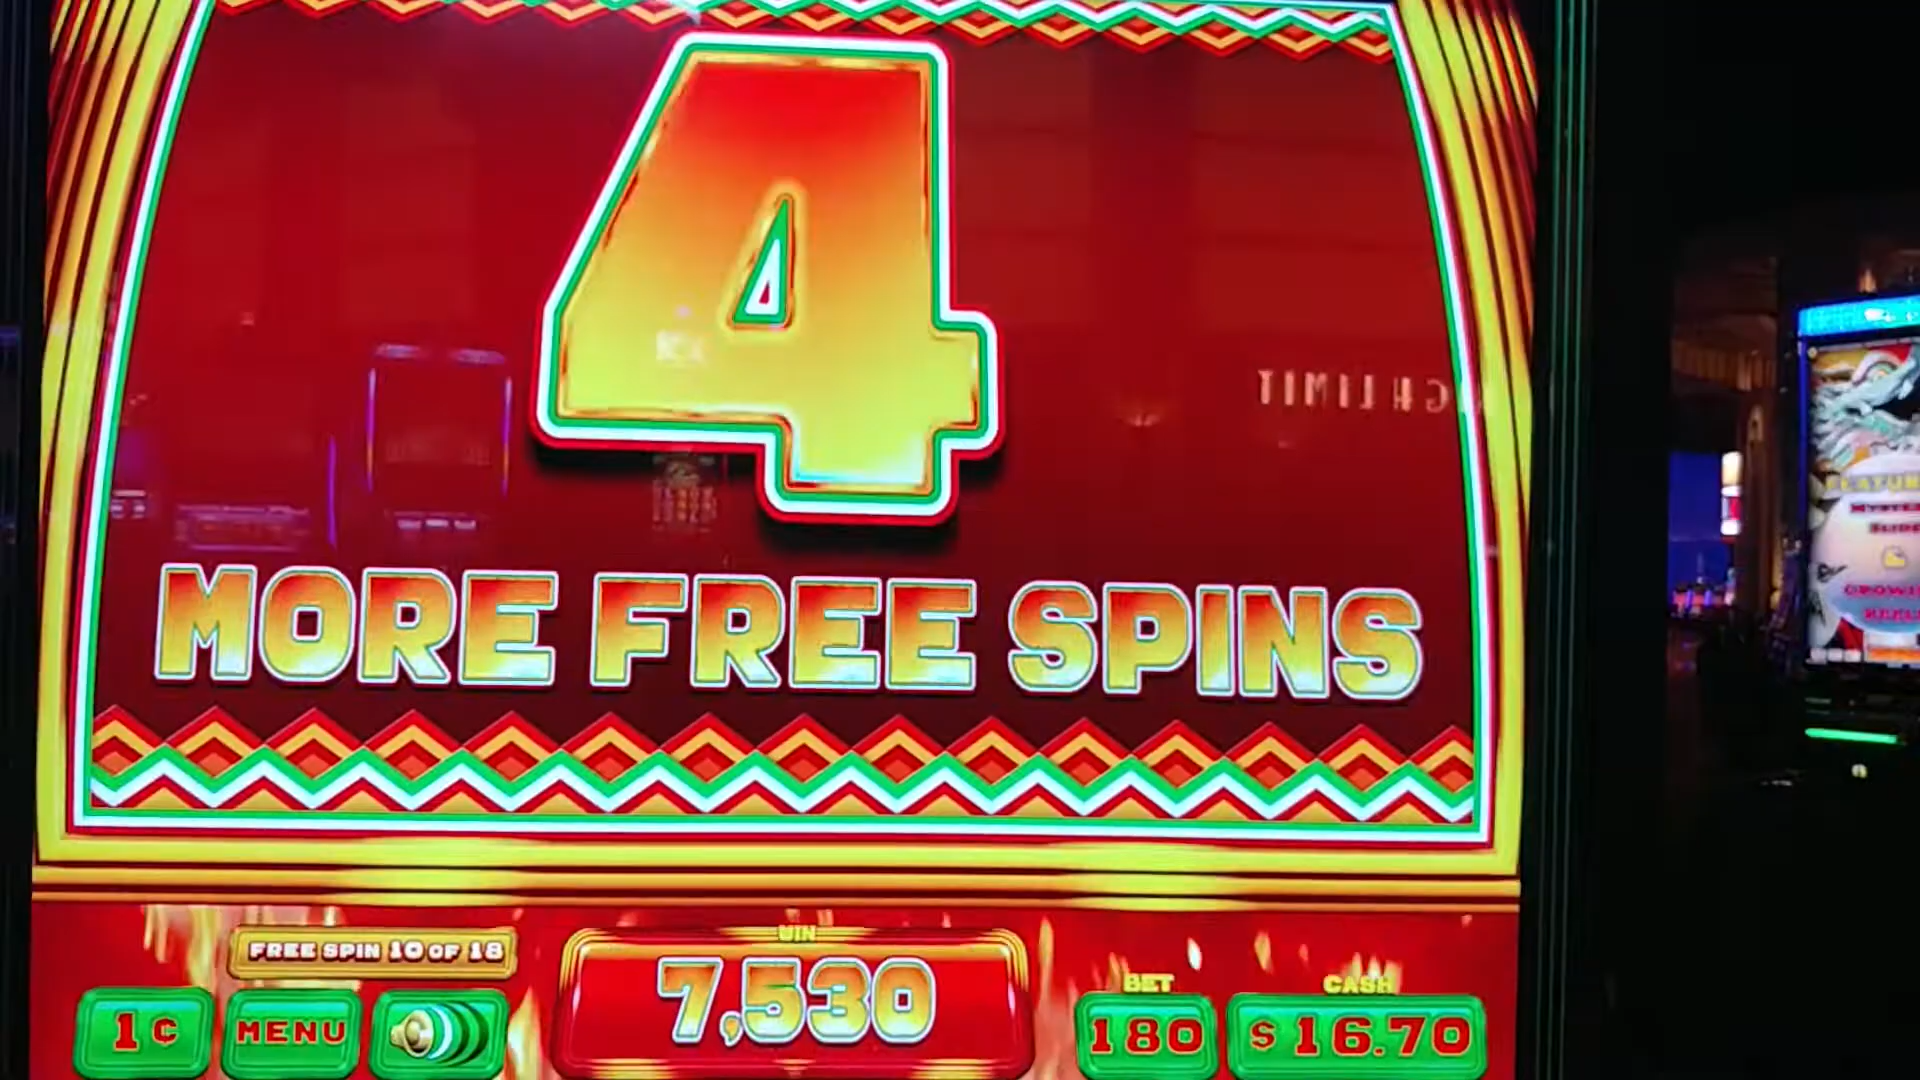 4
MORE FREE SPINS
FREE SPIN 10 OF 18
WIN
7,530
BET
180
CASH
$16.70
1¢
MENU